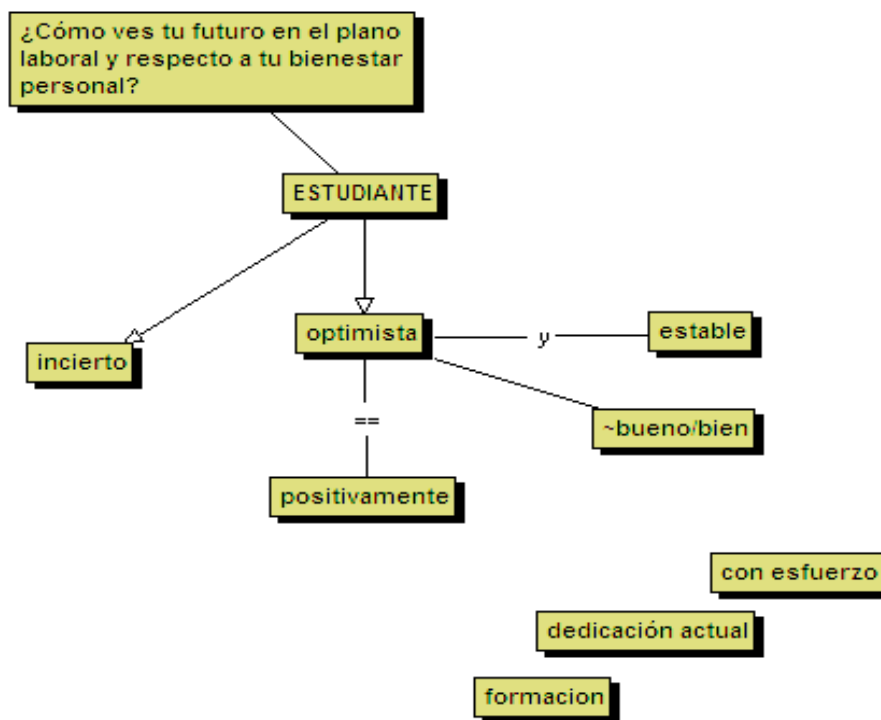 ¿Cómo ves tu futuro en el plano
laboral y respecto a tu bienestar
personal?
ESTUDIANTE
incierto
optimista
y
estable
==
~bueno/bien
positivamente
con esfuerzo
dedicación actual
formacion